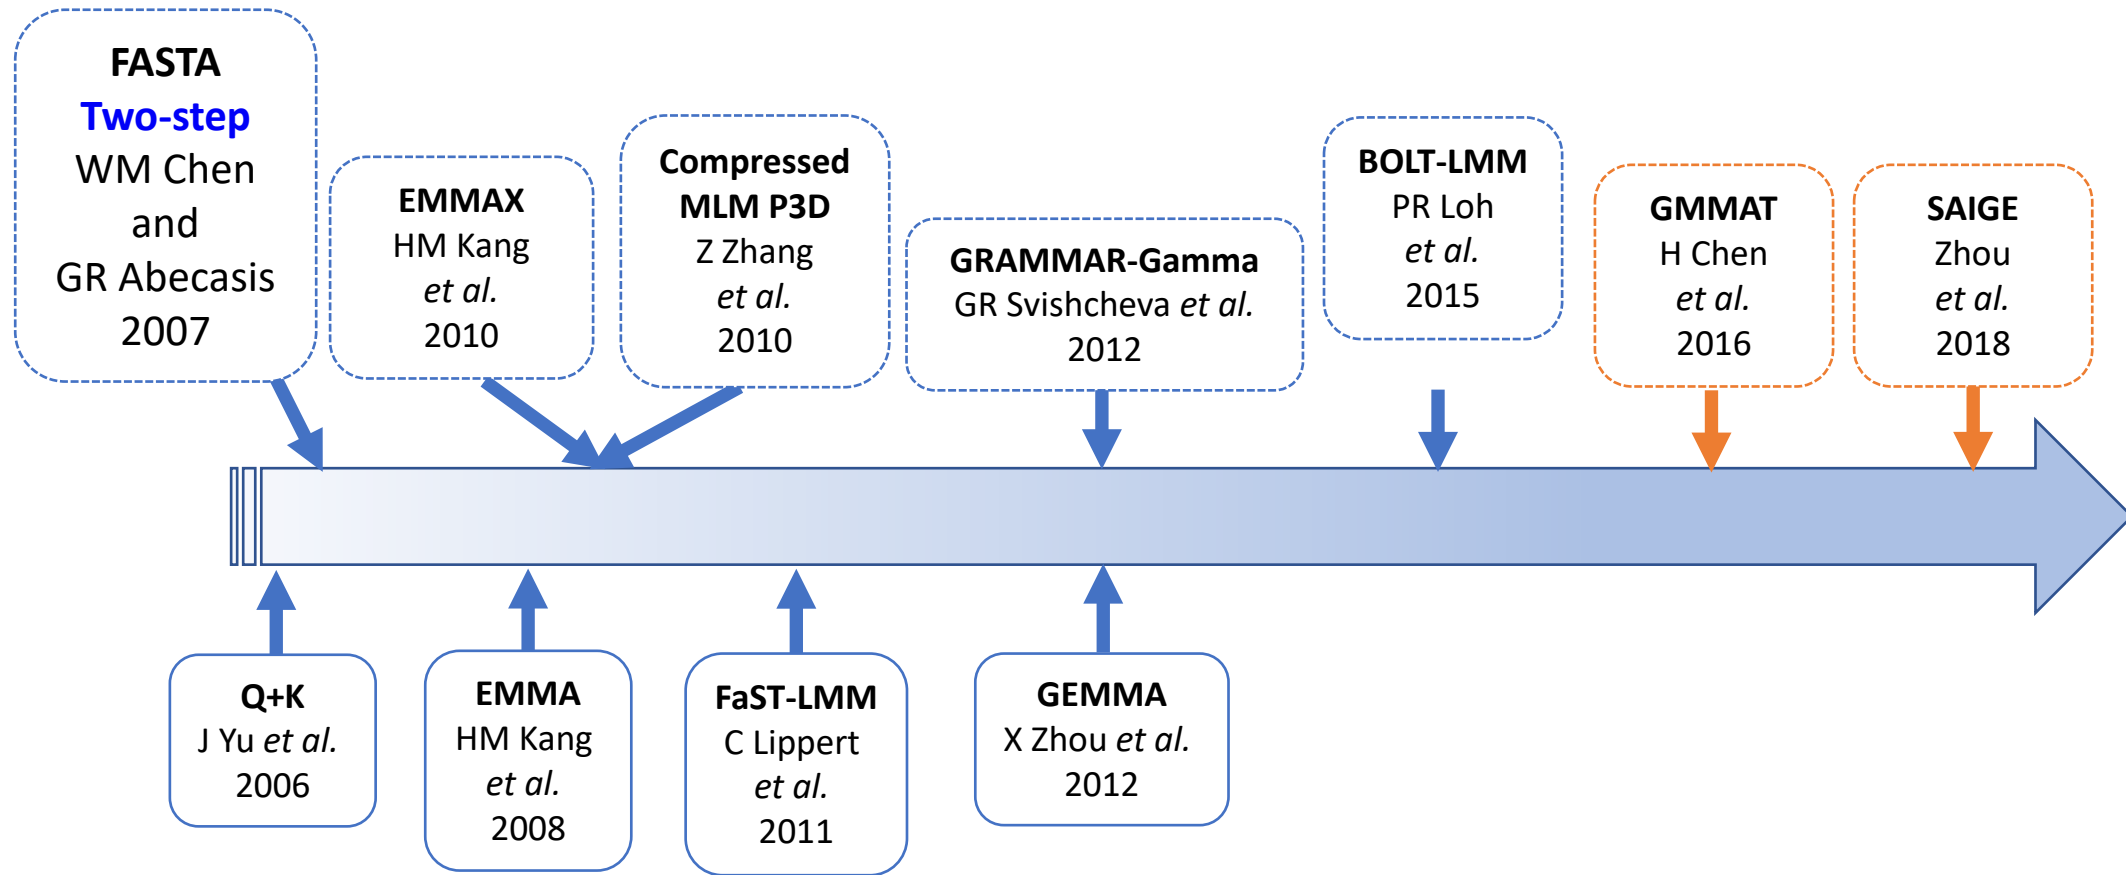 FASTA
Two-step
WM Chen
and
GR Abecasis
2007
EMMAX
HM Kang
et al.
2010
Compressed
MLM P3D
Z Zhang
et al.
2010
GRAMMAR-Gamma
GR Svishcheva et al.
2012
BOLT-LMM
PR Loh
et al.
2015
GMMAT
H Chen
et al.
2016
SAIGE
Zhou
et al.
2018
Q+K
J Yu et al.
2006
EMMA
HM Kang
et al.
2008
FaST-LMM
C Lippert
et al.
2011
GEMMA
X Zhou et al.
2012